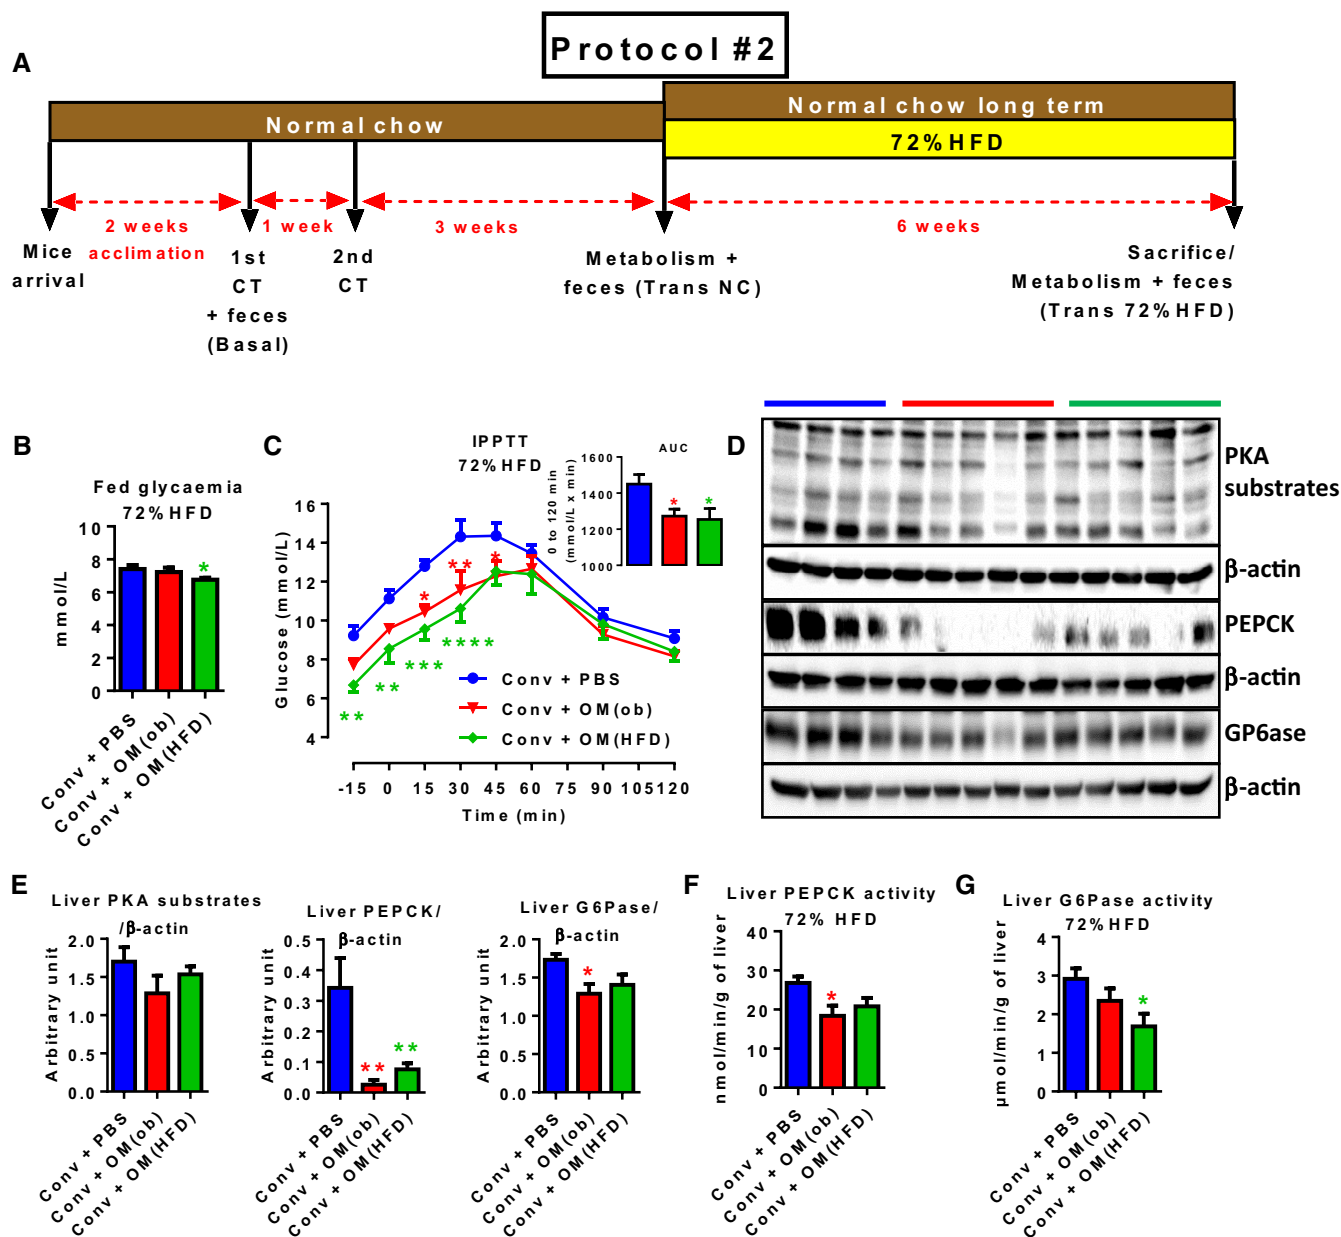 Protocol #2
A
Normal chow
Normal chow long term
72% HFD
2 weeks
acclimation
1 week
3 weeks
6 weeks
Mice
arrival
1st
CT
+ feces
(Basal)
2nd
CT
Metabolism +
feces (Trans NC)
Sacrifice/
Metabolism + feces
(Trans 72% HFD)
B
Fed glycaemia
72% HFD
mmol/L
10
8
6
4
2
0
*
Conv + PBS
Conv + OM(ob)
Conv + OM(HFD)
C
IPPTT
72% HFD
Glucose (mmol/L)
16
14
12
10
8
6
4
-15 0 15 30 45 60 75 90 105 120
Time (min)
* ** *
** ** *** ****
Conv + PBS
Conv + OM(ob)
Conv + OM(HFD)
AUC
0 to 120 min
(mmol/L x min)
1600
1400
1200
1000
* *
D
PKA
substrates
β-actin
PEPCK
β-actin
GP6ase
β-actin
E
Liver PKA substrates
/β-actin
Arbitrary unit
2.0
1.5
1.0
0.5
0.0
Conv + PBS
Conv + OM(ob)
Conv + OM(HFD)
Liver PEPCK/
β-actin
Arbitrary unit
0.5
0.4
0.3
0.2
0.1
0.0
** **
Conv + PBS
Conv + OM(ob)
Conv + OM(HFD)
Liver G6Pase/
β-actin
Arbitrary unit
2.0
1.5
1.0
0.5
0.0
*
Conv + PBS
Conv + OM(ob)
Conv + OM(HFD)
F
Liver PEPCK activity
72% HFD
nmol/min/g of liver
40
30
20
10
0
*
Conv + PBS
Conv + OM(ob)
Conv + OM(HFD)
G
Liver G6Pase activity
72% HFD
µmol/min/g of liver
4
3
2
1
0
*
Conv + PBS
Conv + OM(ob)
Conv + OM(HFD)